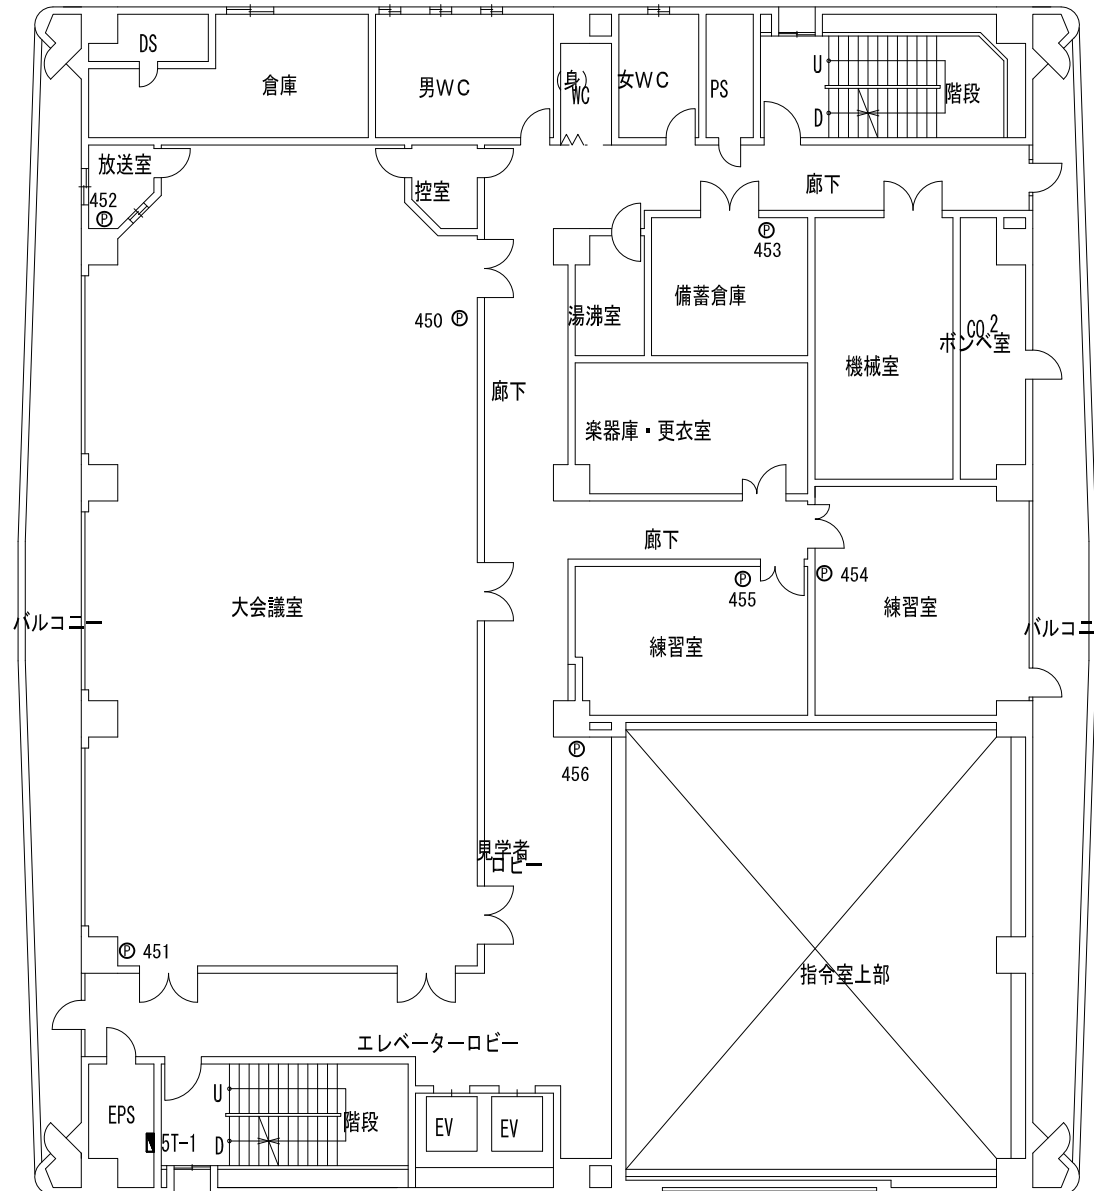 DS
倉庫
男WC
(身)
WC
女WC
PS
U
D
階段
放送室
452
Ⓟ
控室
廊下
Ⓟ
453
450 Ⓟ
湯沸室
備蓄倉庫
機械室
CO2
ボンベ室
廊下
楽器庫・更衣室
廊下
Ⓟ
455
Ⓟ 454
練習室
大会議室
バルコニー
バルコニー
練習室
Ⓟ
456
見学者
ロビー
Ⓟ 451
指令室上部
エレベーターロビー
EPS
5T-1
U
D
階段
EV
EV